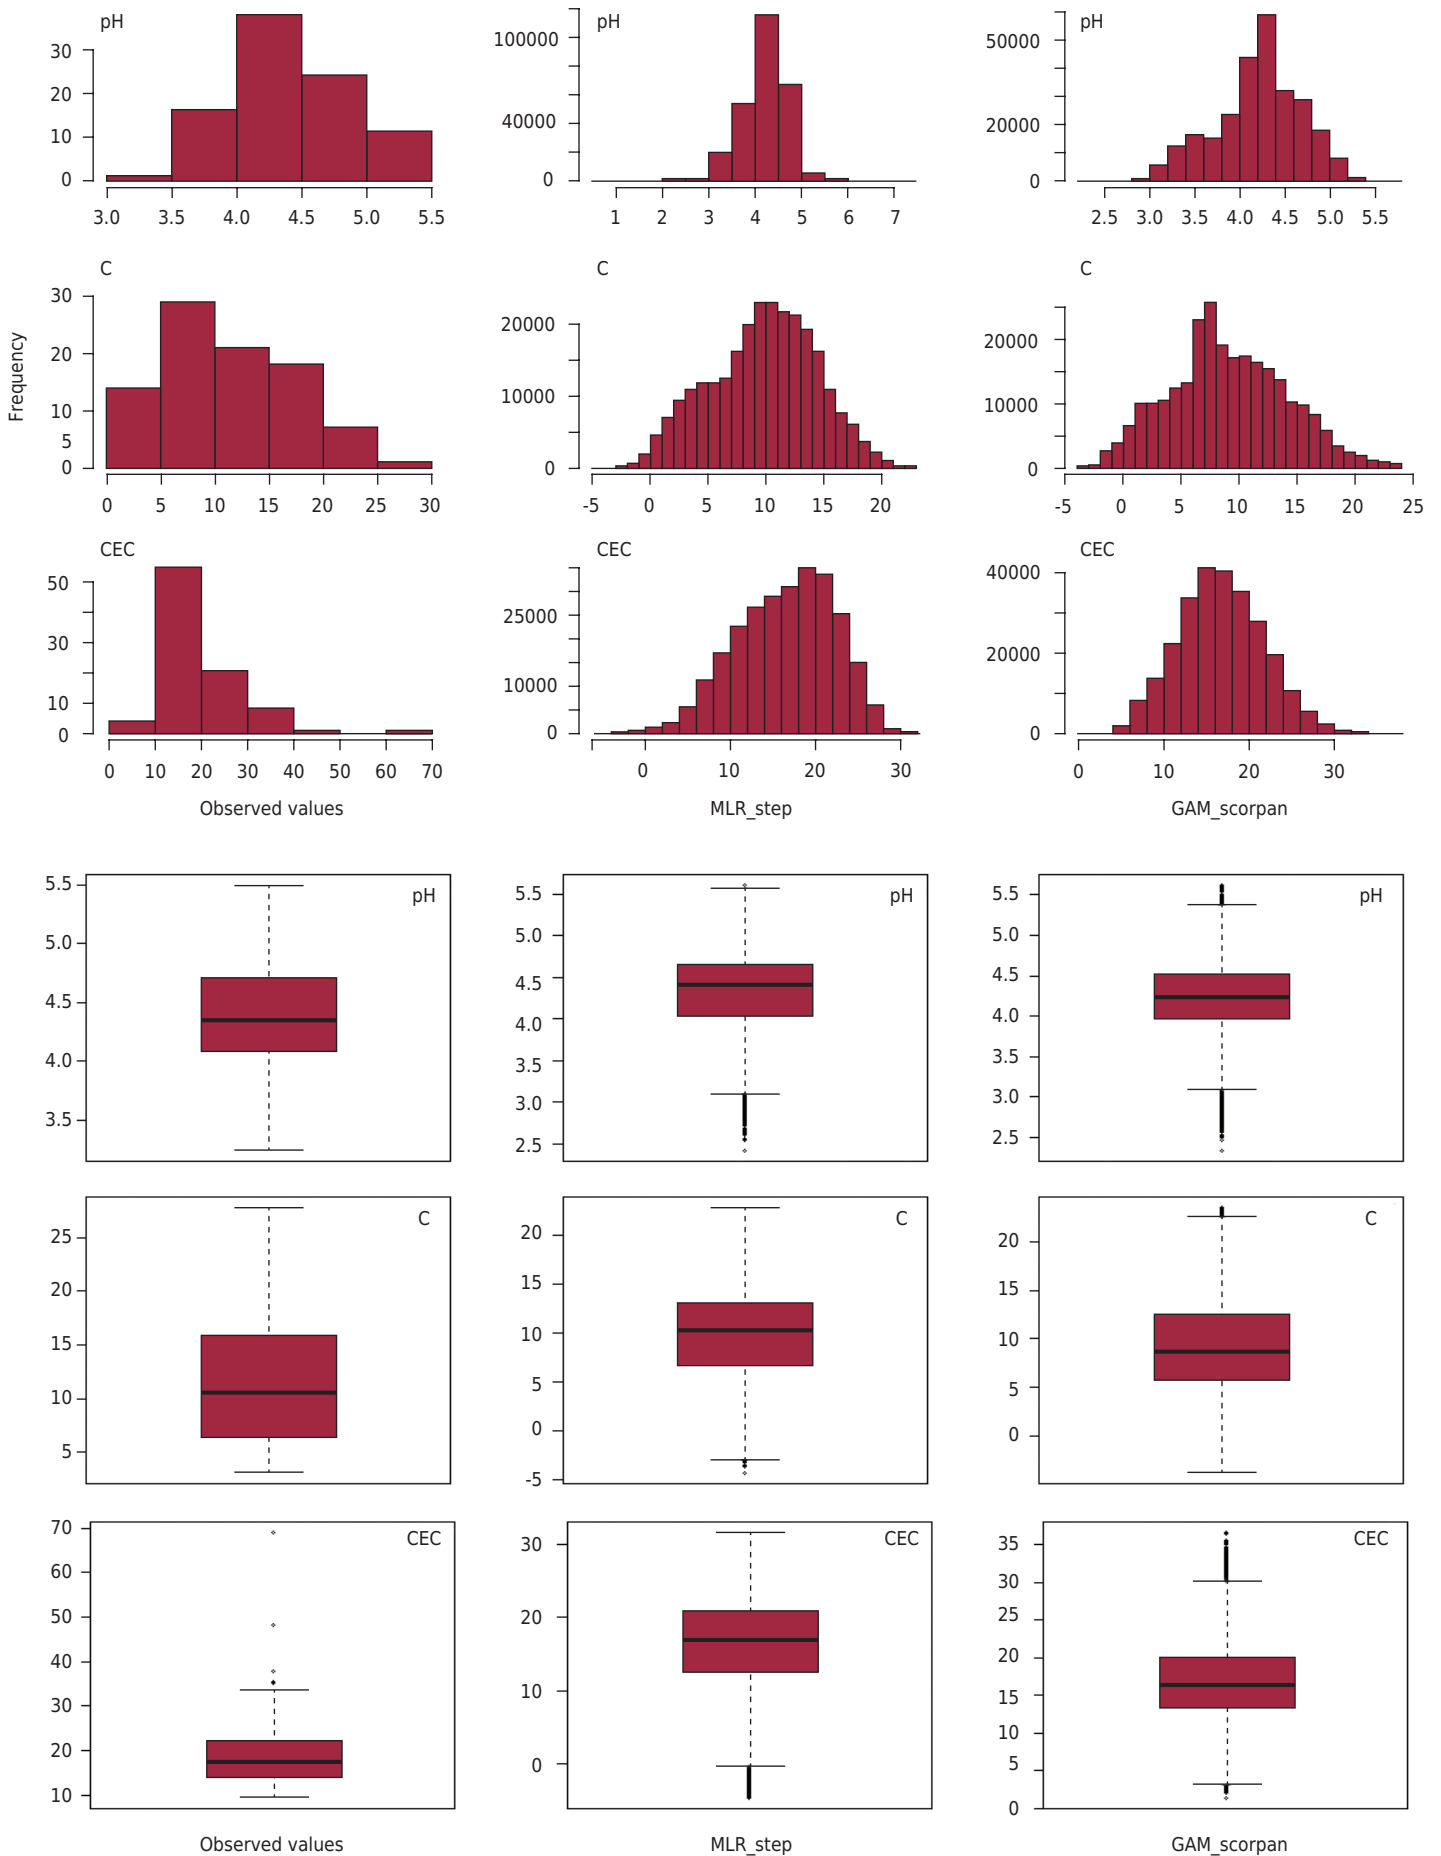 pH pH pH
30 100000 50000
20
10 40000 20000
0 0 0
3.0 3.5 4.0 4.5 5.0 5.5 1 2 3 4 5 6 7 2.5 3.0 3.5 4.0 4.5 5.0 5.5
Frequency
C C C
30 20000 20000
20
10 10000 10000
5
0 0 0
0 5 10 15 20 25 30 -5 0 5 10 15 20 -5 0 5 10 15 20 25
CEC CEC CEC
50 25000 40000
30 20000
10 10000
0 0 0
0 10 20 30 40 50 60 70 0 10 20 30 0 10 20 30
Observed values MLR_step GAM_scorpan
pH pH pH
5.5 5.5 5.5
5.0 5.0 5.0
4.5 4.5 4.5
4.0 4.0 4.0
3.5 3.5 3.5
3.0 3.0
2.5 2.5
C C C
25 20 20
20 15 15
15 10 10
10 5 5
5 0 0
-5
CEC CEC CEC
70 30 35
60 20 30
50 10 25
40 0 20
30 15
20 10
10 5
0
Observed values MLR_step GAM_scorpan